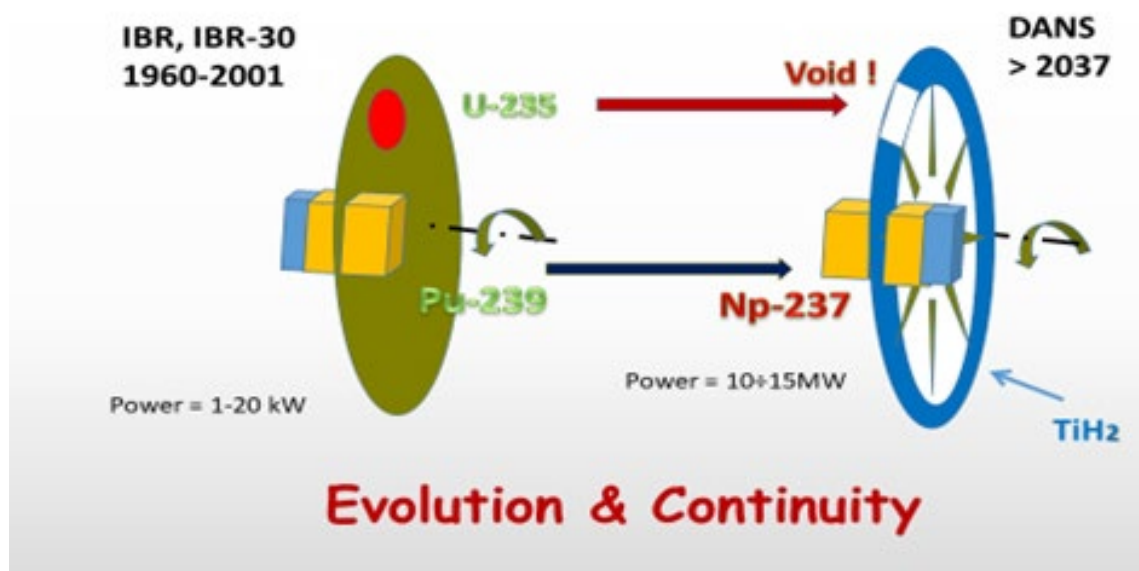 IBR, IBR-30
1960-2001
DANS
> 2037
U-235
Void !
Pu-239
Np-237
Power = 1-20 kW
Power = 10÷15MW
TiH₂
Evolution & Continuity